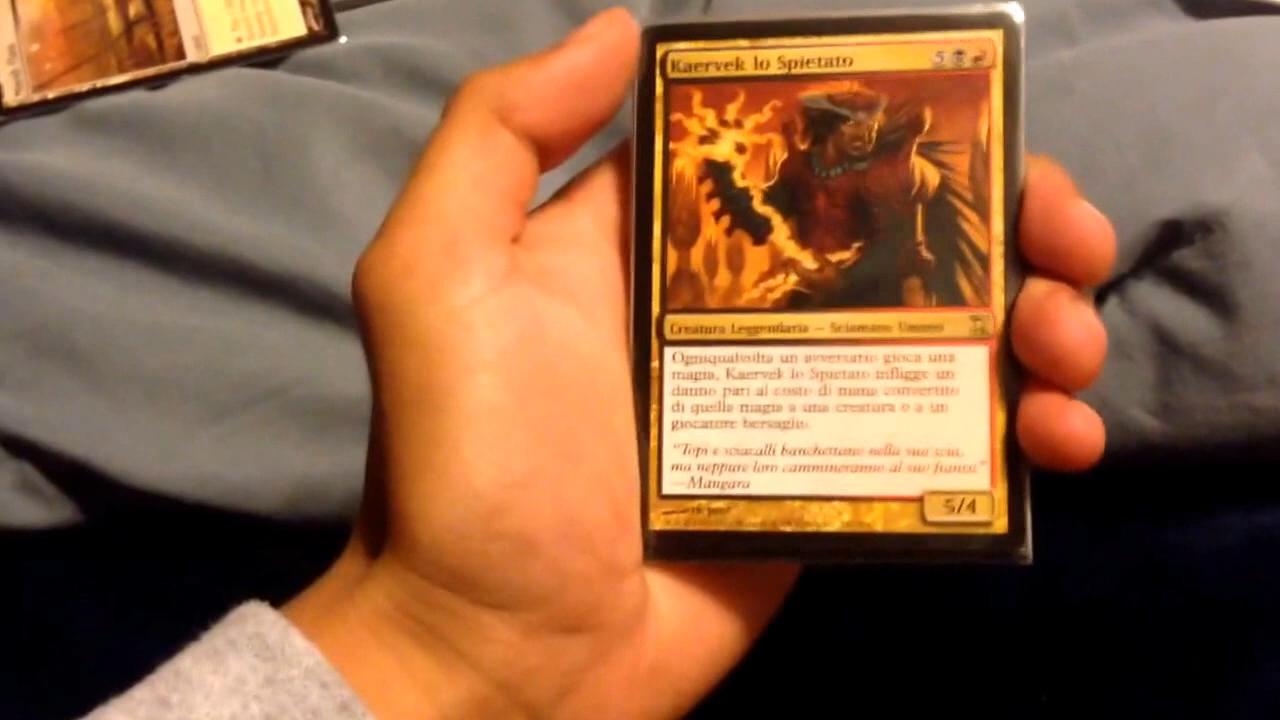 Kaervek lo Spietato
5
Creatura Leggendaria — Sciamano Umano
Ogniqualvolta un avversario gioca una
magia, Kaervek lo Spietato infligge un
danno pari al costo di mana convertito
di quella magia a una creatura o a un
giocatore bersaglio.
"Topi e sciacalli banchettano nella sua scia,
ma neppure loro cammineranno al suo fianco."
—Mangara
5/4